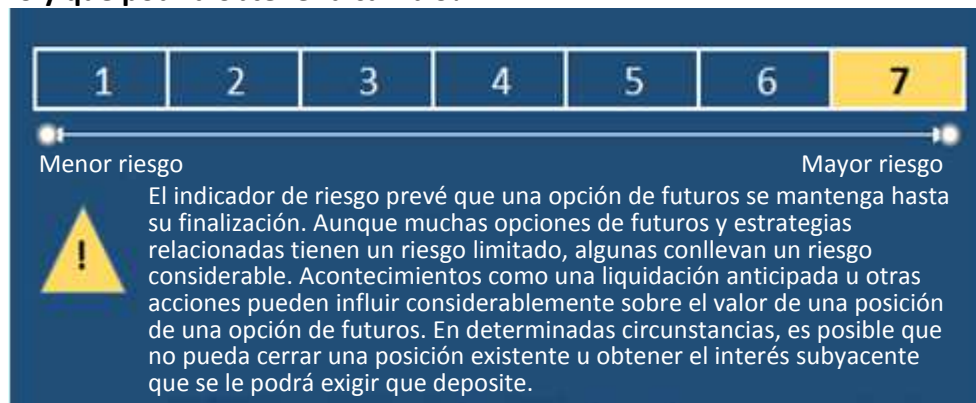 1 2 3 4 5 6 7
Menor riesgo Mayor riesgo
!
El indicador de riesgo prevé que una opción de futuros se mantenga hasta
su finalización. Aunque muchas opciones de futuros y estrategias
relacionadas tienen un riesgo limitado, algunas conllevan un riesgo
considerable. Acontecimientos como una liquidación anticipada u otras
acciones pueden influir considerablemente sobre el valor de una posición
de una opción de futuros. En determinadas circunstancias, es posible que
no pueda cerrar una posición existente u obtener el interés subyacente
que se le podrá exigir que deposite.